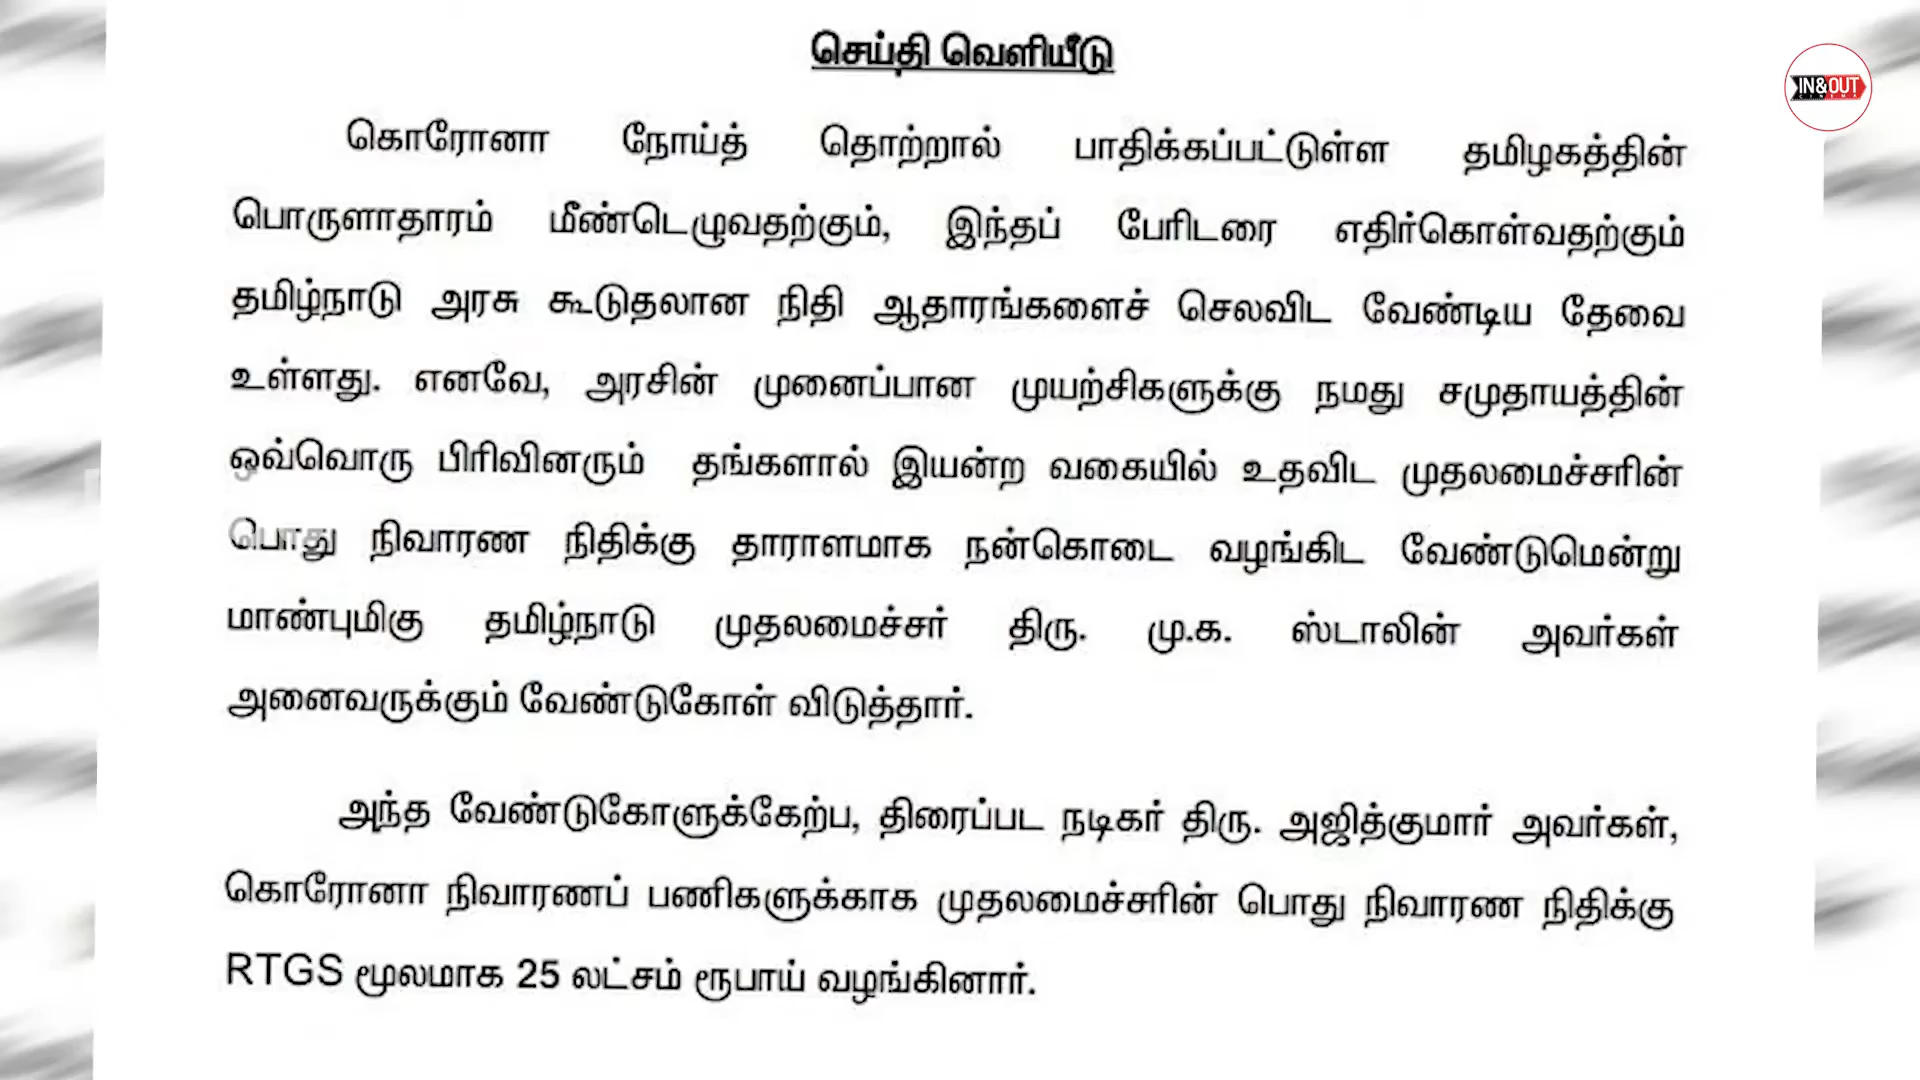 செய்தி வெளியீடு
IN&OUT
CINEMA
கொரோனா நோய்த் தொற்றால் பாதிக்கப்பட்டுள்ள தமிழகத்தின்
பொருளாதாரம் மீண்டெழுவதற்கும், இந்தப் பேரிடரை எதிர்கொள்வதற்கும்
தமிழ்நாடு அரசு கூடுதலான நிதி ஆதாரங்களைச் செலவிட வேண்டிய தேவை
உள்ளது. எனவே, அரசின் முனைப்பான முயற்சிகளுக்கு நமது சமுதாயத்தின்
ஒவ்வொரு பிரிவினரும் தங்களால் இயன்ற வகையில் உதவிட முதலமைச்சரின்
பொது நிவாரண நிதிக்கு தாராளமாக நன்கொடை வழங்கிட வேண்டுமென்று
மாண்புமிகு தமிழ்நாடு முதலமைச்சர் திரு. மு.க. ஸ்டாலின் அவர்கள்
அனைவருக்கும் வேண்டுகோள் விடுத்தார்.
அந்த வேண்டுகோளுக்கேற்ப, திரைப்பட நடிகர் திரு. அஜித்குமார் அவர்கள்,
கொரோனா நிவாரணப் பணிகளுக்காக முதலமைச்சரின் பொது நிவாரண நிதிக்கு
RTGS மூலமாக 25 லட்சம் ரூபாய் வழங்கினார்.